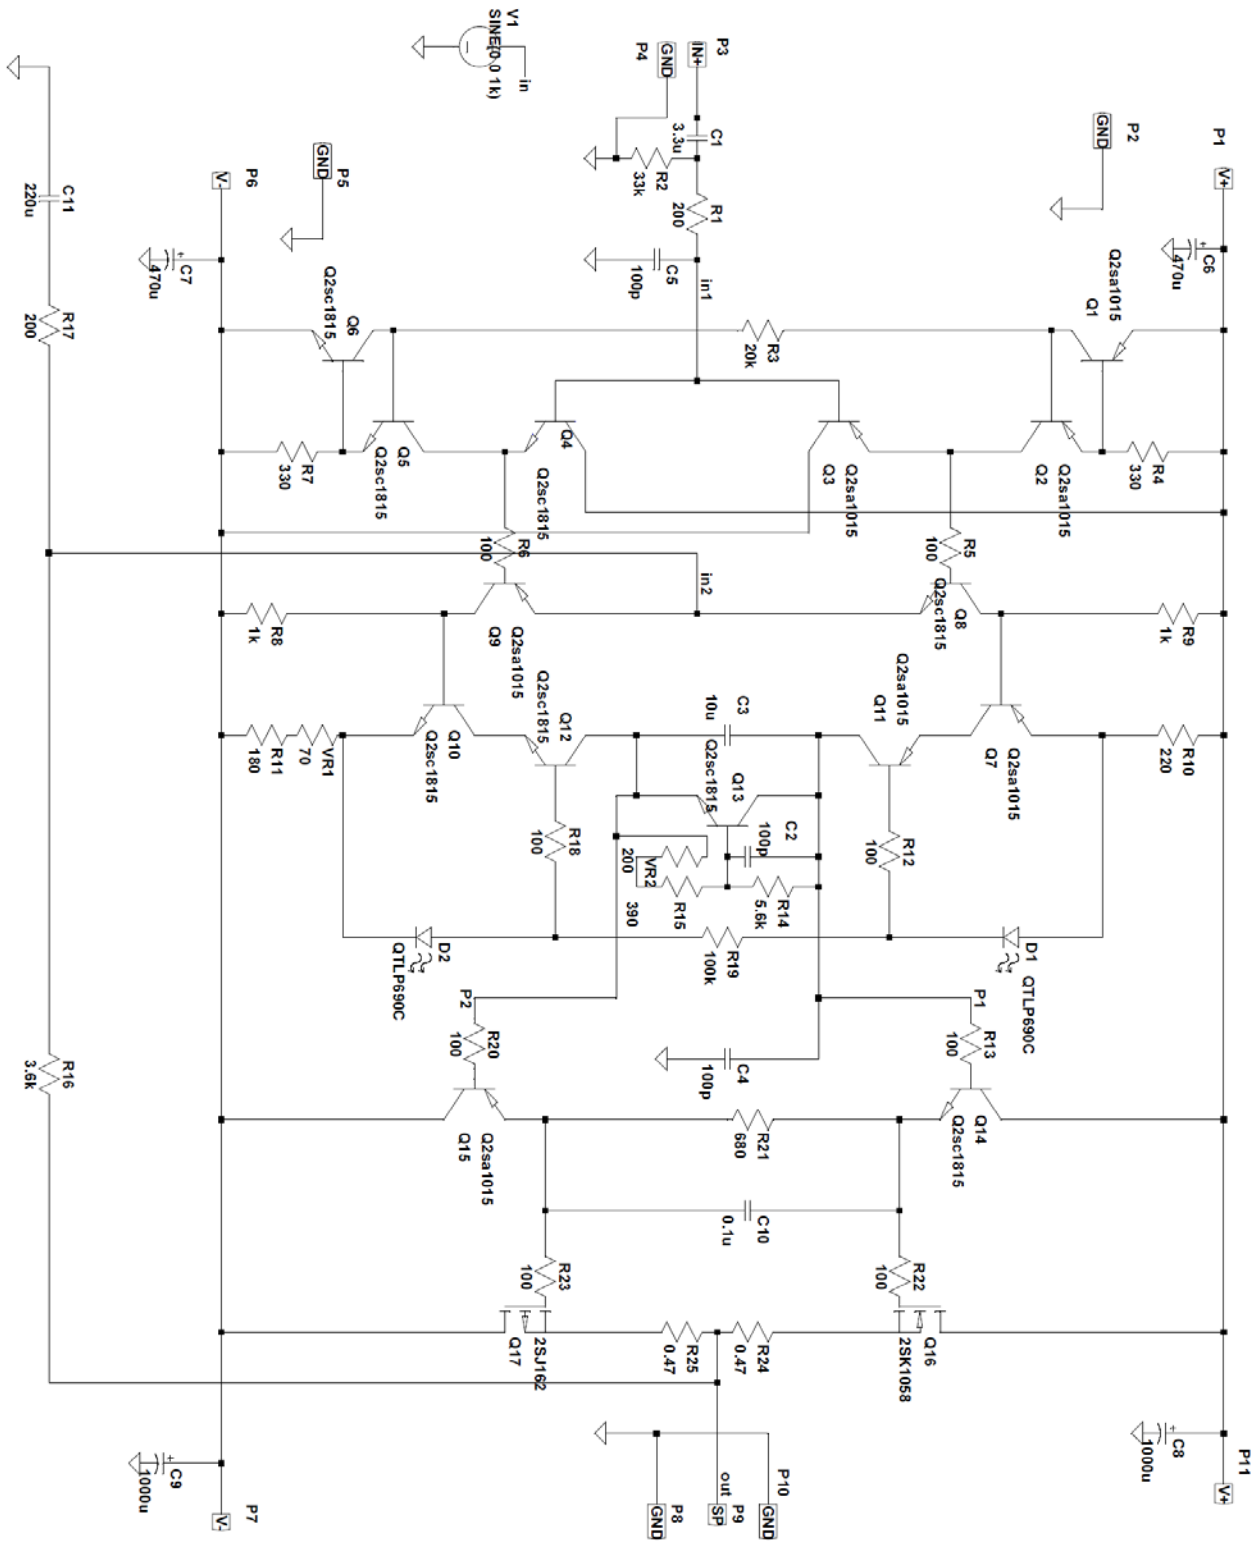 P1
V+
C6
470u
P2
GND
Q2sa1015
Q1
R4
330
Q2sa1015
Q2
R3
20k
P3
IN+
P4
GND
C1
3.3u
R2
33k
R1
200
C5
100p
in1
Q2sa1015
Q3
Q4
Q2sc1815
V1
SINE(0 0 1k)
in
P5
GND
Q6
Q2sc1815
Q5
Q2sc1815
R7
330
P6
V-
C7
470u
C11
220u
R17
200
R5
100
R6
100
in2
R9
1k
Q8
Q2sc1815
Q2sa1015
Q9
R8
1k
R10
220
Q2sa1015
Q7
Q2sa1015
Q11
C3
10u
Q13
Q2sc1815
Q12
Q2sc1815
Q10
Q2sc1815
VR1
70
R11
180
R12
100
C2
100p
R14
5.6k
VR2
200
R15
390
R18
100
D1
QTLP690C
R19
100k
D2
QTLP690C
P1
R13
100
P2
R20
100
C4
100p
Q14
Q2sc1815
R21
680
Q2sa1015
Q15
R16
3.6k
C10
0.1u
R22
100
R23
100
Q16
2SK1058
R24
0.47
R25
0.47
2SJ162
Q17
P11
V+
C8
1000u
P10
GND
out
P9
SP
P8
GND
P7
V-
C9
1000u